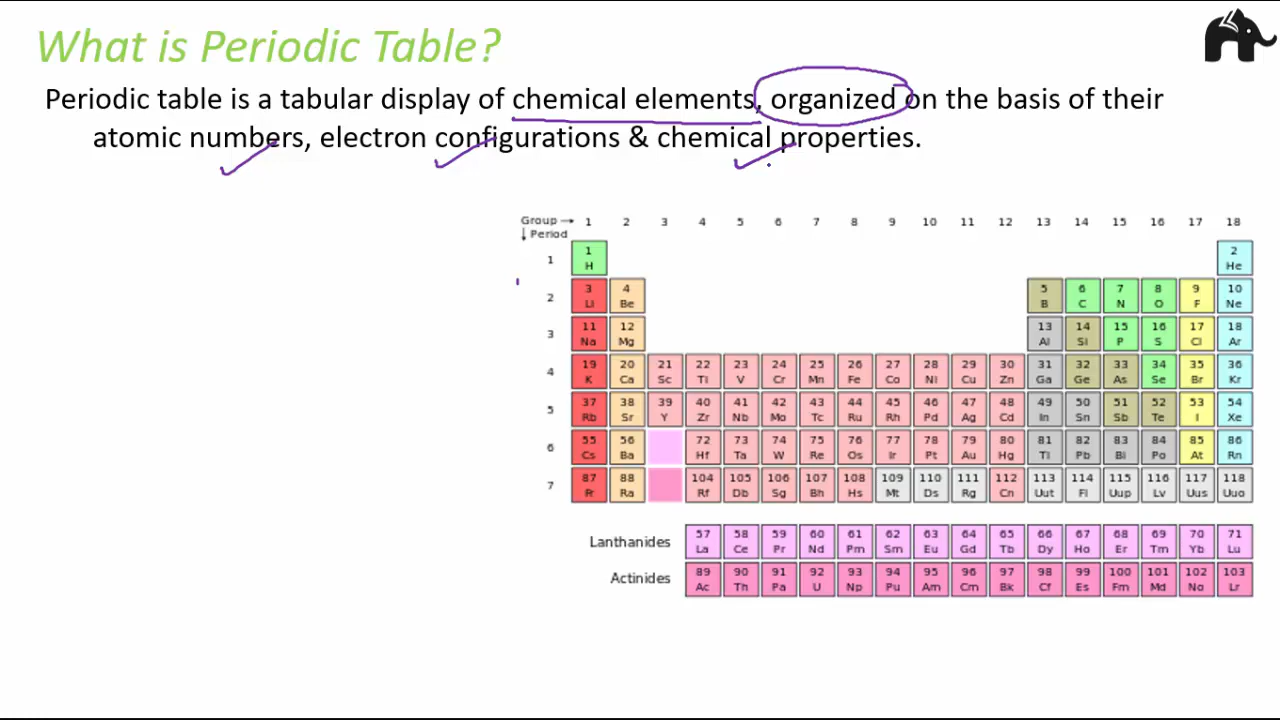 What is Periodic Table?
Periodic table is a tabular display of chemical elements, organized on the basis of their
atomic numbers, electron configurations & chemical properties.
Group → 1 2 3 4 5 6 7 8 9 10 11 12 13 14 15 16 17 18
↓ Period
1 1 2
H He
2 3 4 5 6 7 8 9 10
Li Be B C N O F Ne
3 11 12 13 14 15 16 17 18
Na Mg Al Si P S Cl Ar
4 19 20 21 22 23 24 25 26 27 28 29 30 31 32 33 34 35 36
K Ca Sc Ti V Cr Mn Fe Co Ni Cu Zn Ga Ge As Se Br Kr
5 37 38 39 40 41 42 43 44 45 46 47 48 49 50 51 52 53 54
Rb Sr Y Zr Nb Mo Tc Ru Rh Pd Ag Cd In Sn Sb Te I Xe
6 55 56 72 73 74 75 76 77 78 79 80 81 82 83 84 85 86
Cs Ba Hf Ta W Re Os Ir Pt Au Hg Tl Pb Bi Po At Rn
7 87 88 104 105 106 107 108 109 110 111 112 113 114 115 116 117 118
Fr Ra Rf Db Sg Bh Hs Mt Ds Rg Cn Uut Fl Uup Lv Uus Uuo
Lanthanides 57 58 59 60 61 62 63 64 65 66 67 68 69 70 71
La Ce Pr Nd Pm Sm Eu Gd Tb Dy Ho Er Tm Yb Lu
Actinides 89 90 91 92 93 94 95 96 97 98 99 100 101 102 103
Ac Th Pa U Np Pu Am Cm Bk Cf Es Fm Md No Lr